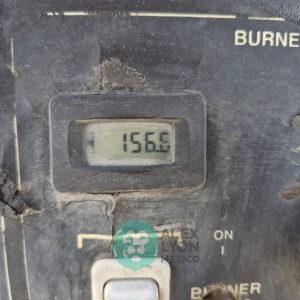 BURNE
156.6
ALEX
LYON
MEXICO
ON
BURNER